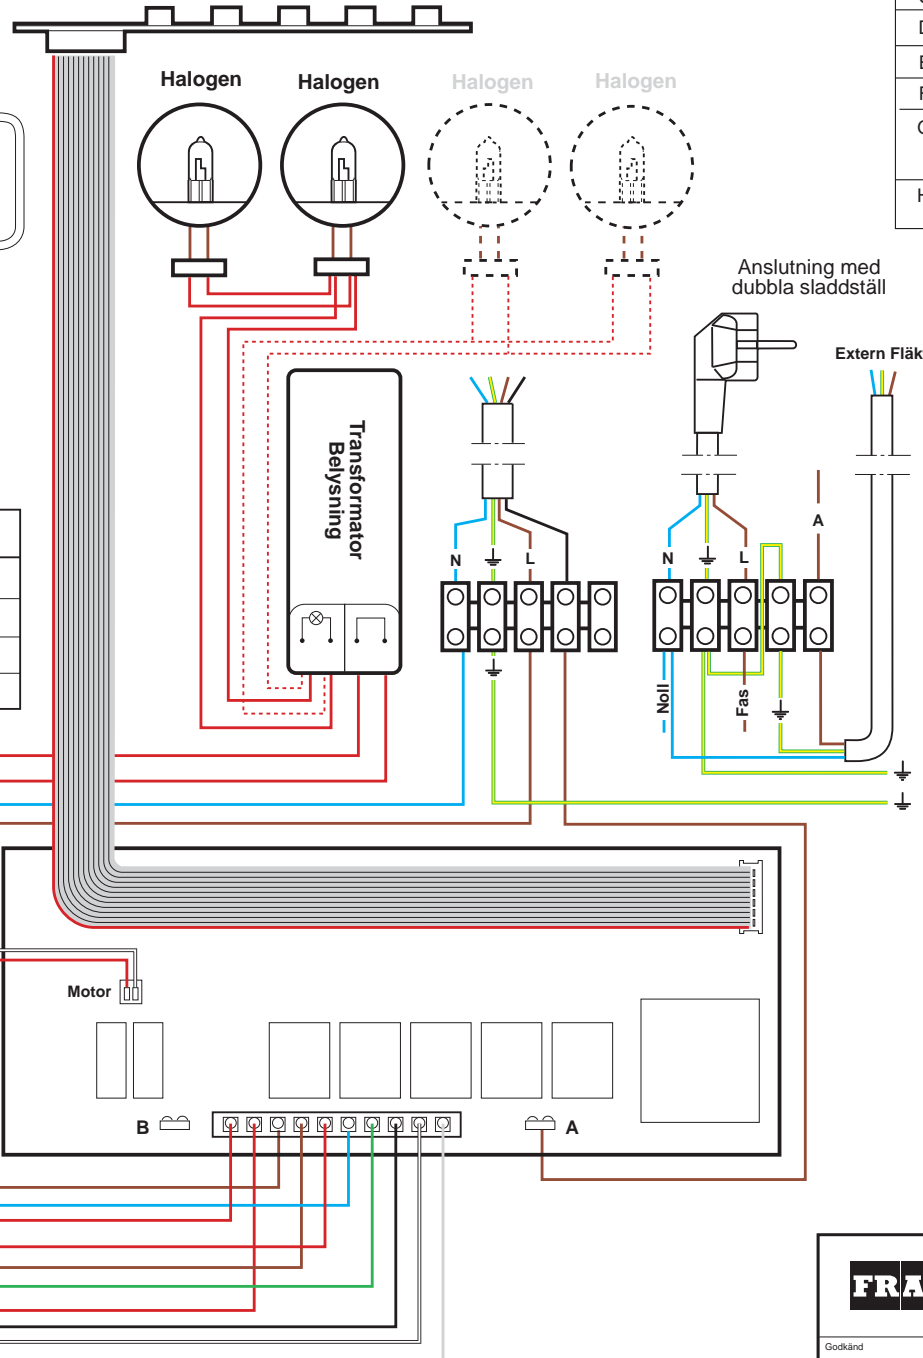 Halogen
Halogen
Halogen
Halogen
Anslutning med
dubbla sladdställ
Extern Fläk
Transformator
Belysning
N
L
N
L
A
Noll
Fas
Motor
B
A
FRA
Godkänd